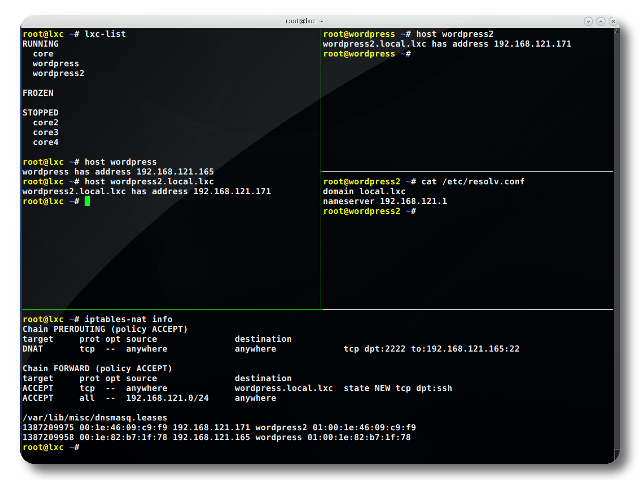 root@lxc: ~
root@lxc ~# lxc-list
RUNNING
  core
  wordpress
  wordpress2

FROZEN

STOPPED
  core2
  core3
  core4

root@lxc ~# host wordpress
wordpress has address 192.168.121.165
root@lxc ~# host wordpress2.local.lxc
wordpress2.local.lxc has address 192.168.121.171
root@lxc ~#
root@wordpress ~# host wordpress2
wordpress2.local.lxc has address 192.168.121.171
root@wordpress ~#
root@wordpress2 ~# cat /etc/resolv.conf
domain local.lxc
nameserver 192.168.121.1
root@wordpress2 ~#
root@lxc ~# iptables-nat info
Chain PREROUTING (policy ACCEPT)
target     prot opt source               destination
DNAT       tcp  --  anywhere             anywhere             tcp dpt:2222 to:192.168.121.165:22

Chain FORWARD (policy ACCEPT)
target     prot opt source               destination
ACCEPT     tcp  --  anywhere             wordpress.local.lxc  state NEW tcp dpt:ssh
ACCEPT     all  --  192.168.121.0/24     anywhere

/var/lib/misc/dnsmasq.leases
1387209975 00:1e:46:09:c9:f9 192.168.121.171 wordpress2 01:00:1e:46:09:c9:f9
1387209958 00:1e:82:b7:1f:78 192.168.121.165 wordpress 01:00:1e:82:b7:1f:78
root@lxc ~#